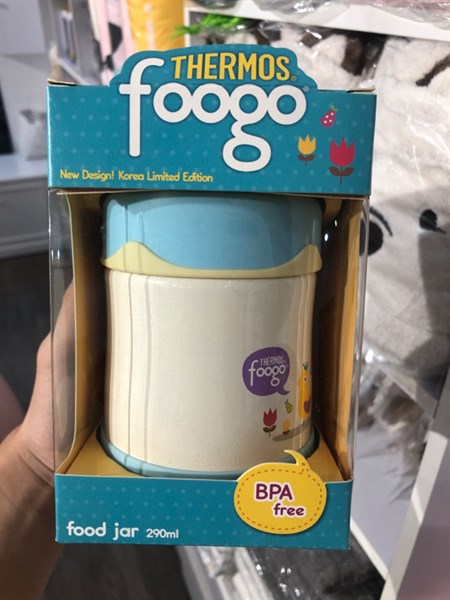 THERMOS
foogo
New Design! Korea Limited Edition
THERMOS
foogo
BPA
free
food jar 290ml